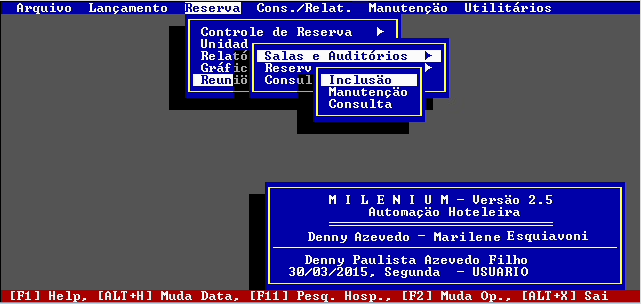 Arquivo Lançamento Reserva Cons./Relat. Manutenção Utilitários
Controle de Reserva
Unidad
Relató
Gráfic
Reuniõ
Salas e Auditórios
Reserv
Consul
Inclusão
Manutenção
Consulta
M I L E N I U M - Versão 2.5
Automação Hoteleira
Denny Azevedo - Marilene Esquiavoni
Denny Paulista Azevedo Filho
30/03/2015, Segunda - USUARIO
[F1] Help, [ALT+H] Muda Data, [F11] Pesq. Hosp., [F2] Muda Op., [ALT+X] Sai